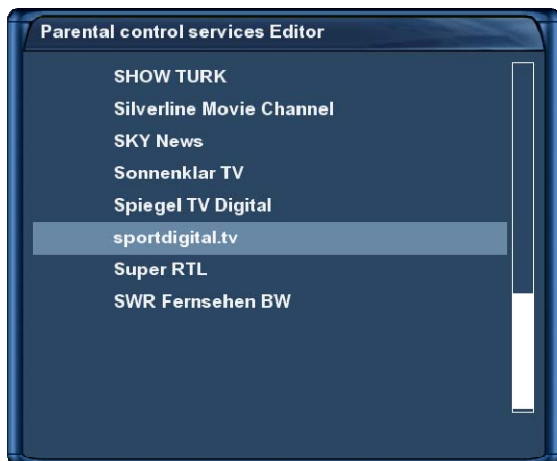 Parental control services Editor
SHOW TURK
Silverline Movie Channel
SKY News
Sonnenklar TV
Spiegel TV Digital
sportdigital.tv
Super RTL
SWR Fernsehen BW